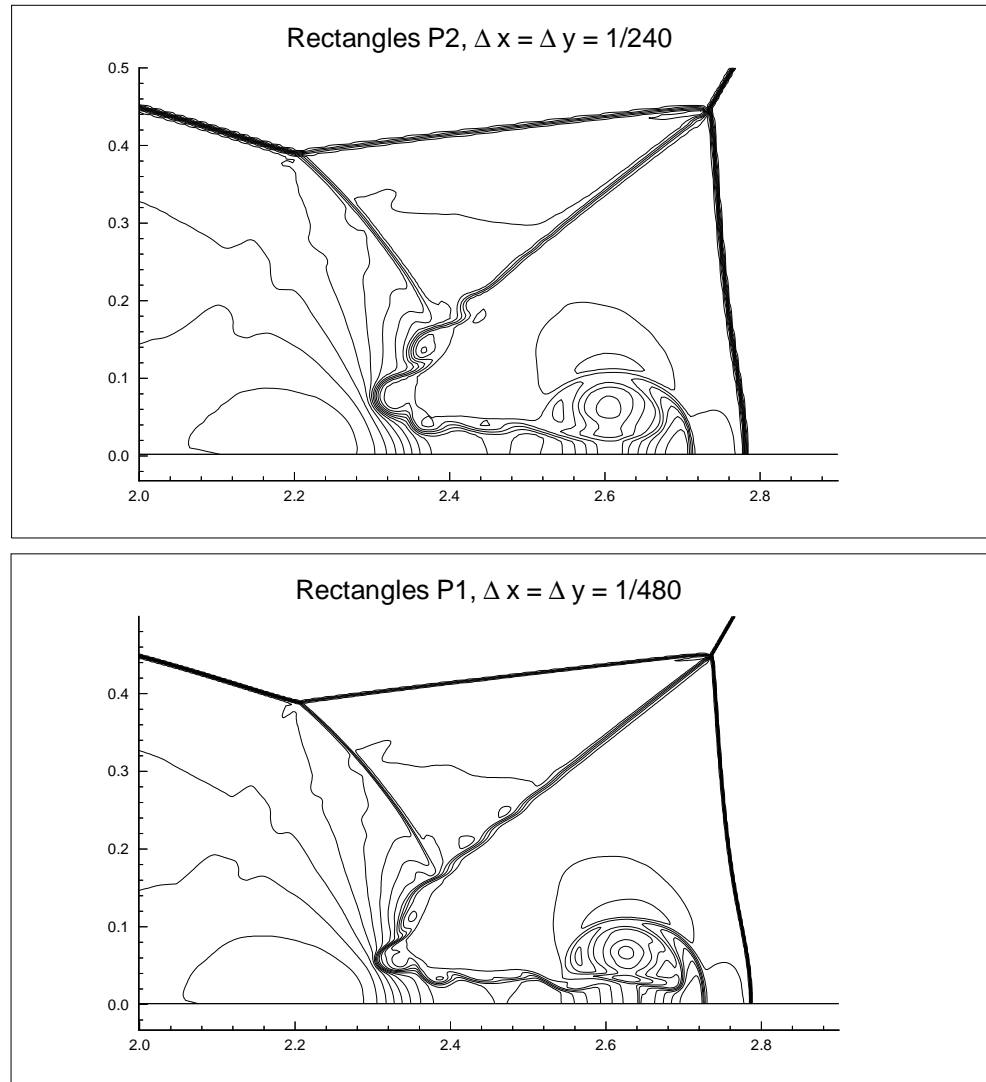 Rectangles P2, Δ x = Δ y = 1/240
0.5
0.4
0.3
0.2
0.1
0.0
2.0 2.2 2.4 2.6 2.8
Rectangles P1, Δ x = Δ y = 1/480
0.4
0.3
0.2
0.1
0.0
2.0 2.2 2.4 2.6 2.8